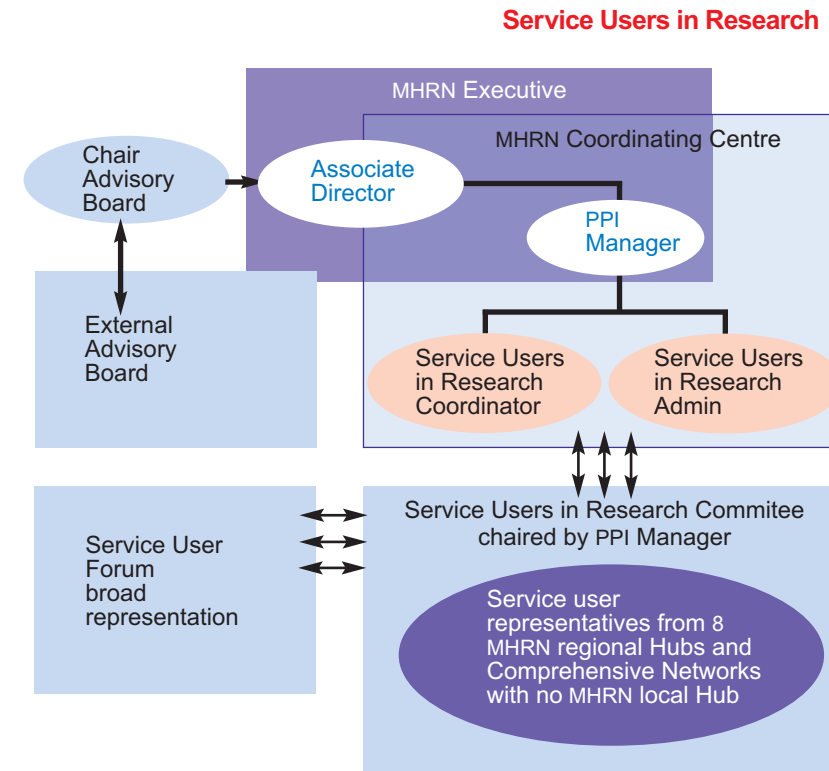 Service Users in Research
MHRN Executive
MHRN Coordinating Centre
Chair
Advisory
Board
Associate
Director
PPI
Manager
External
Advisory
Board
Service Users
in Research
Coordinator
Service Users
in Research
Admin
Service Users in Research Commitee
chaired by PPI Manager
Service User
Forum
broad
representation
Service user
representatives from 8
MHRN regional Hubs and
Comprehensive Networks
with no MHRN local Hub